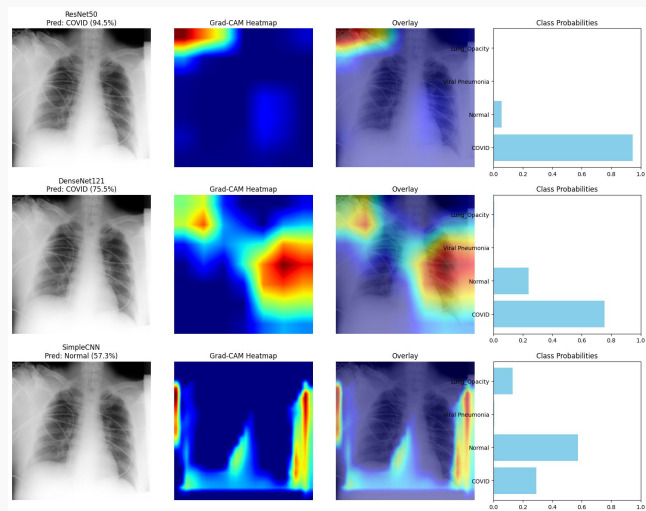 ResNet50
Pred: COVID (94.5%)
Grad-CAM Heatmap
Overlay
Class Probabilities
Lung_Opacity
Viral Pneumonia
Normal
COVID
0.0 0.2 0.4 0.6 0.8 1.0
DenseNet121
Pred: COVID (75.5%)
Grad-CAM Heatmap
Overlay
Class Probabilities
Lung_Opacity
Viral Pneumonia
Normal
COVID
0.0 0.2 0.4 0.6 0.8 1.0
SimpleCNN
Pred: Normal (57.3%)
Grad-CAM Heatmap
Overlay
Class Probabilities
Lung_Opacity
Viral Pneumonia
Normal
COVID
0.0 0.2 0.4 0.6 0.8 1.0